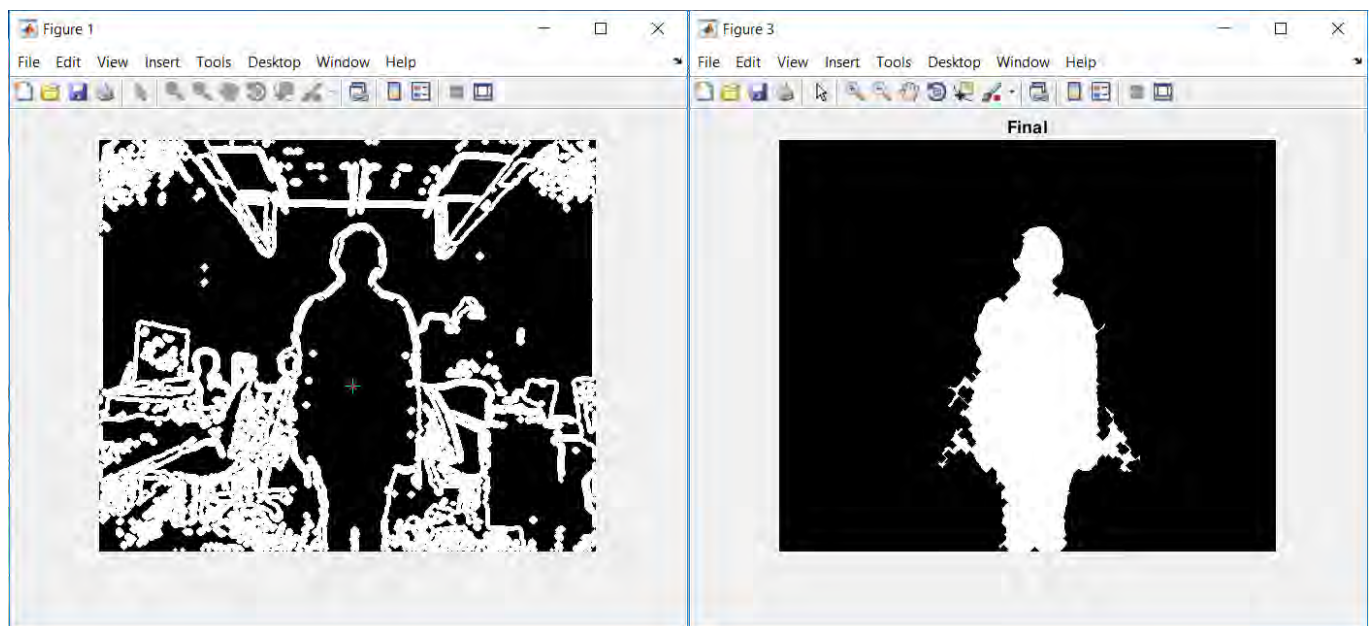 Figure 1
File Edit View Insert Tools Desktop Window Help
Figure 3
File Edit View Insert Tools Desktop Window Help
Final